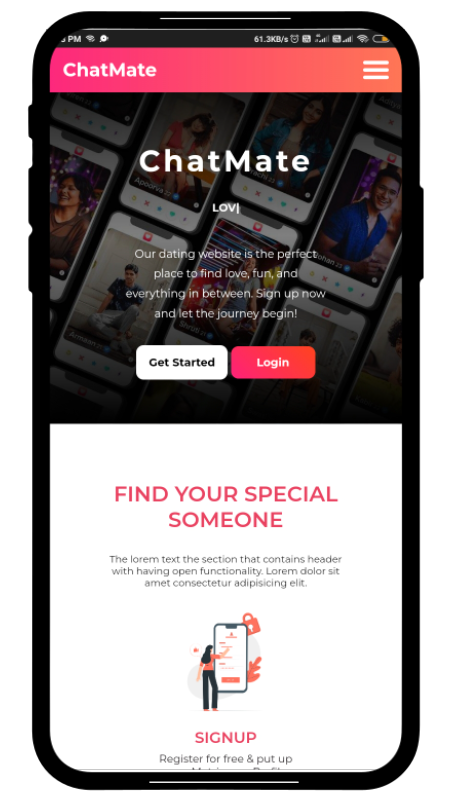 PM 61.3KB/s
ChatMate
ChatMate
LOV|
Our dating website is the perfect
place to find love, fun, and
everything in between. Sign up now
and let the journey begin!
Get Started Login
FIND YOUR SPECIAL
SOMEONE
The lorem text the section that contains header
with having open functionality. Lorem dolor sit
amet consectetur adipisicing elit.
SIGNUP
Register for free & put up